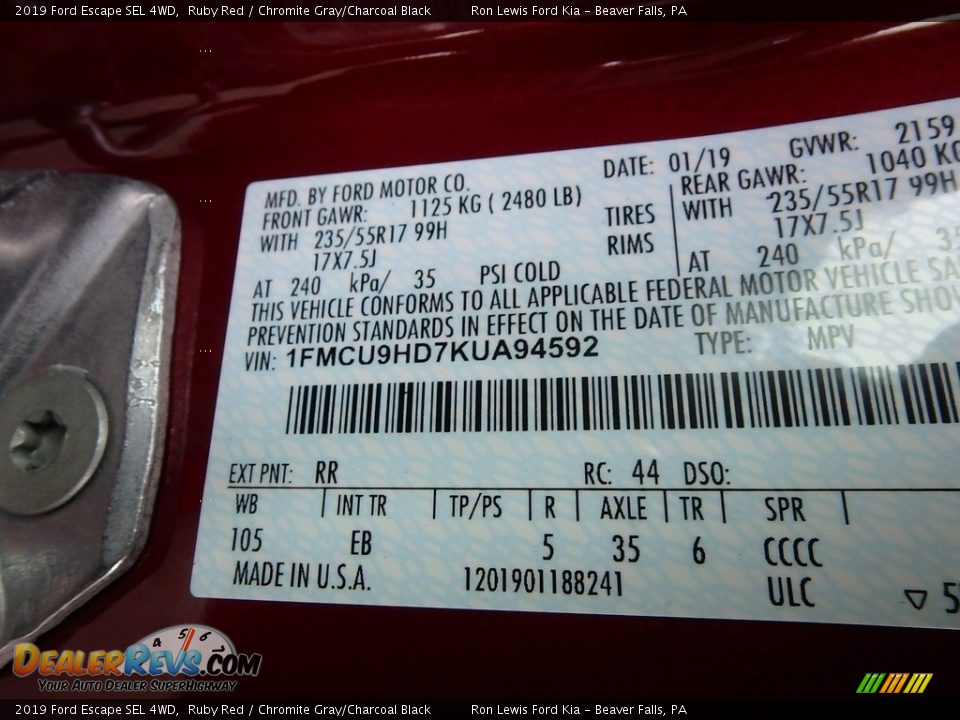 2019 Ford Escape SEL 4WD, Ruby Red / Chromite Gray/Charcoal Black Ron Lewis Ford Kia - Beaver Falls, PA
MFD. BY FORD MOTOR CO. DATE: 01/19 GVWR: 2159
FRONT GAWR: 1125 KG ( 2480 LB) REAR GAWR: 1040 KG
WITH 235/55R17 99H TIRES WITH 235/55R17 99H
17X7.5J RIMS 17X7.5J
AT 240 kPa/ 35 PSI COLD AT 240 kPa/ 35
THIS VEHICLE CONFORMS TO ALL APPLICABLE FEDERAL MOTOR VEHICLE SA
PREVENTION STANDARDS IN EFFECT ON THE DATE OF MANUFACTURE SHOW
VIN: 1FMCU9HD7KUA94592 TYPE: MPV
EXT PNT: RR RC: 44 DSO:
WB INT TR TP/PS R AXLE TR SPR
105 EB 5 35 6 CCCC
MADE IN U.S.A. 1201901188241 ULC
DEALERREVS.COM
4 5 6
YOUR AUTO DEALER SUPERHIGHWAY
2019 Ford Escape SEL 4WD, Ruby Red / Chromite Gray/Charcoal Black Ron Lewis Ford Kia - Beaver Falls, PA